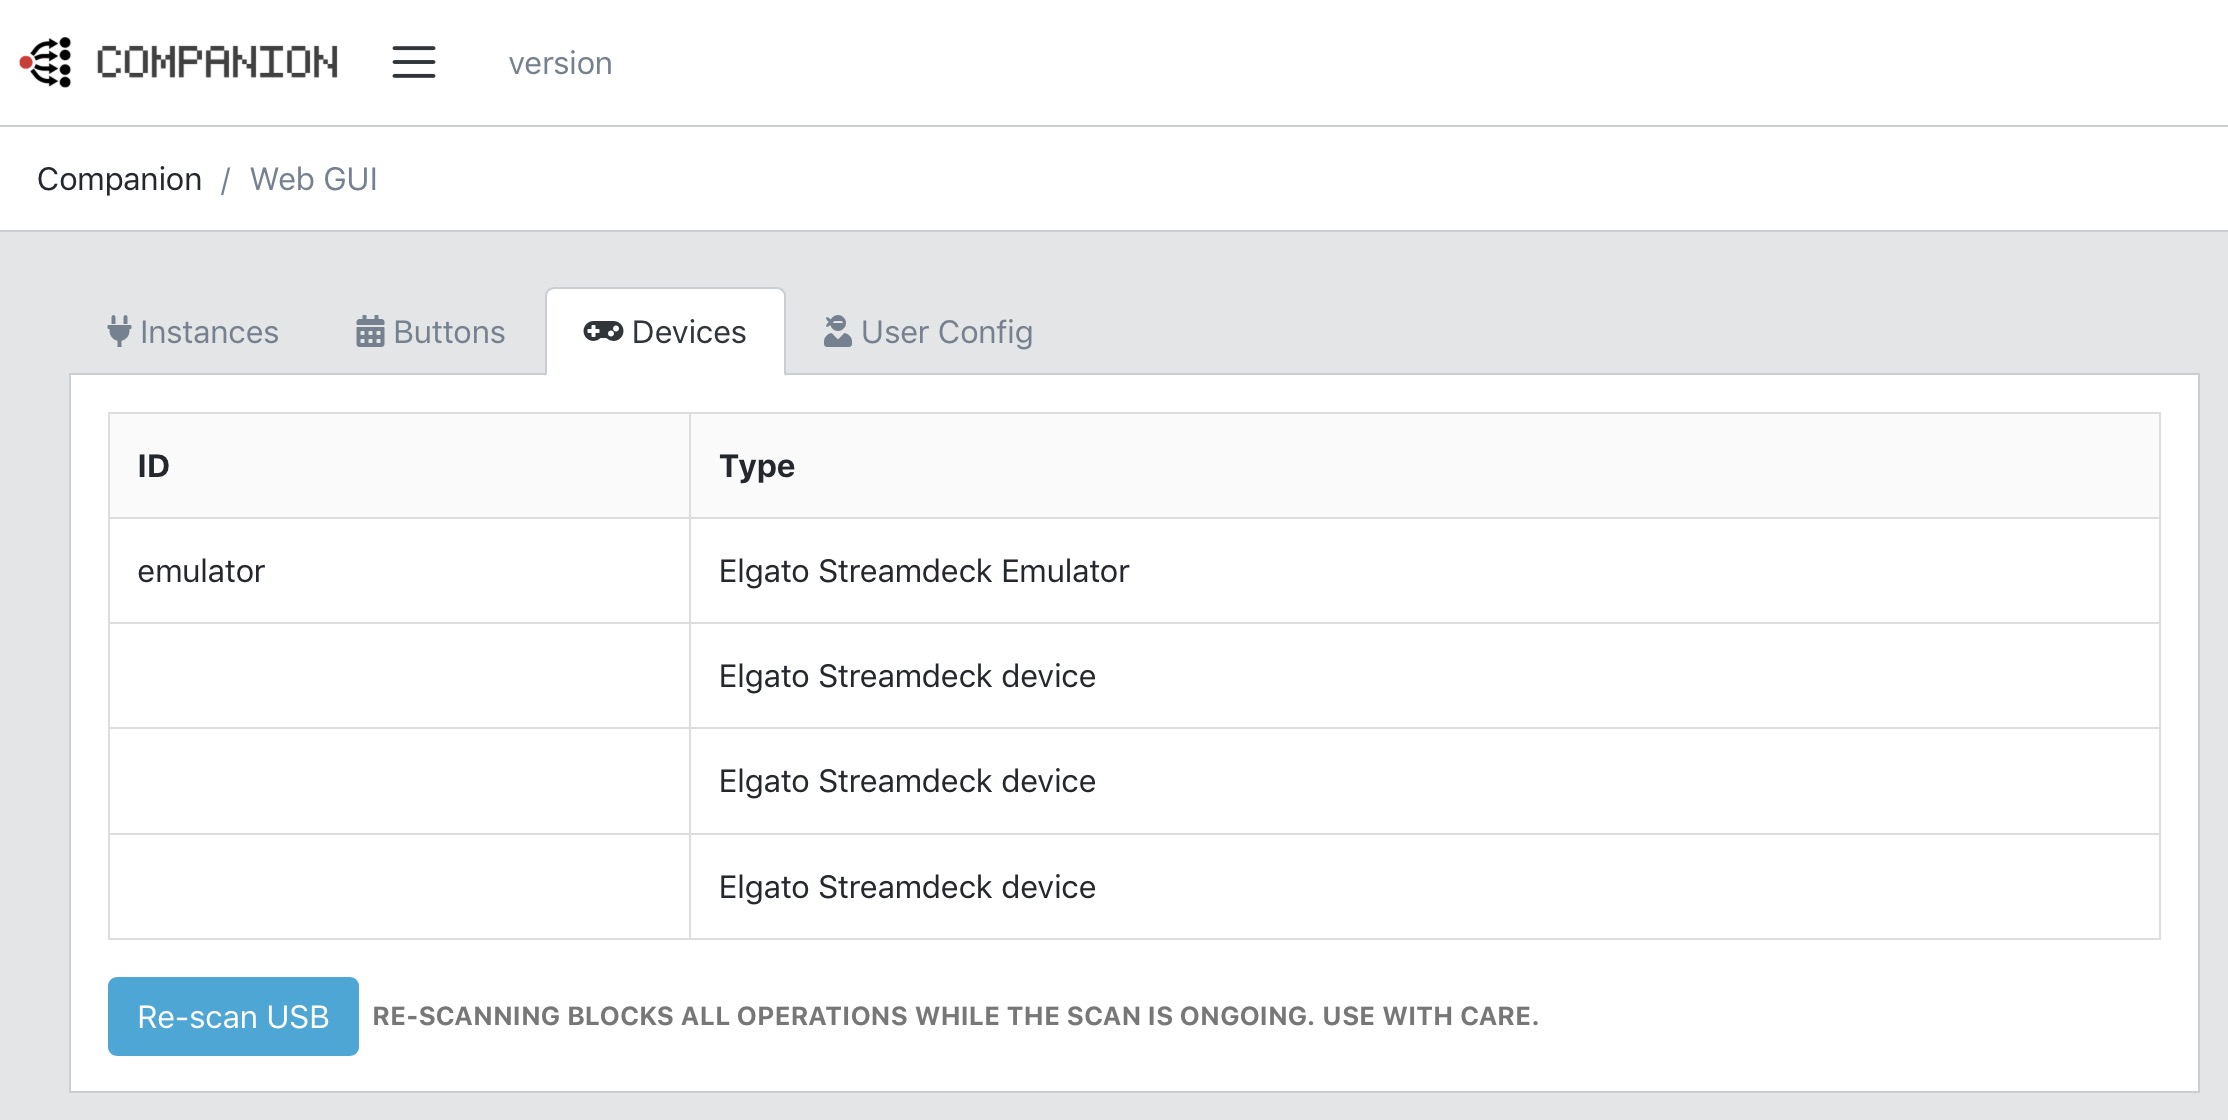 COMPANION version
Companion / Web GUI
Instances Buttons Devices User Config
ID Type
emulator Elgato Streamdeck Emulator
Elgato Streamdeck device
Elgato Streamdeck device
Elgato Streamdeck device
Re-scan USB RE-SCANNING BLOCKS ALL OPERATIONS WHILE THE SCAN IS ONGOING. USE WITH CARE.